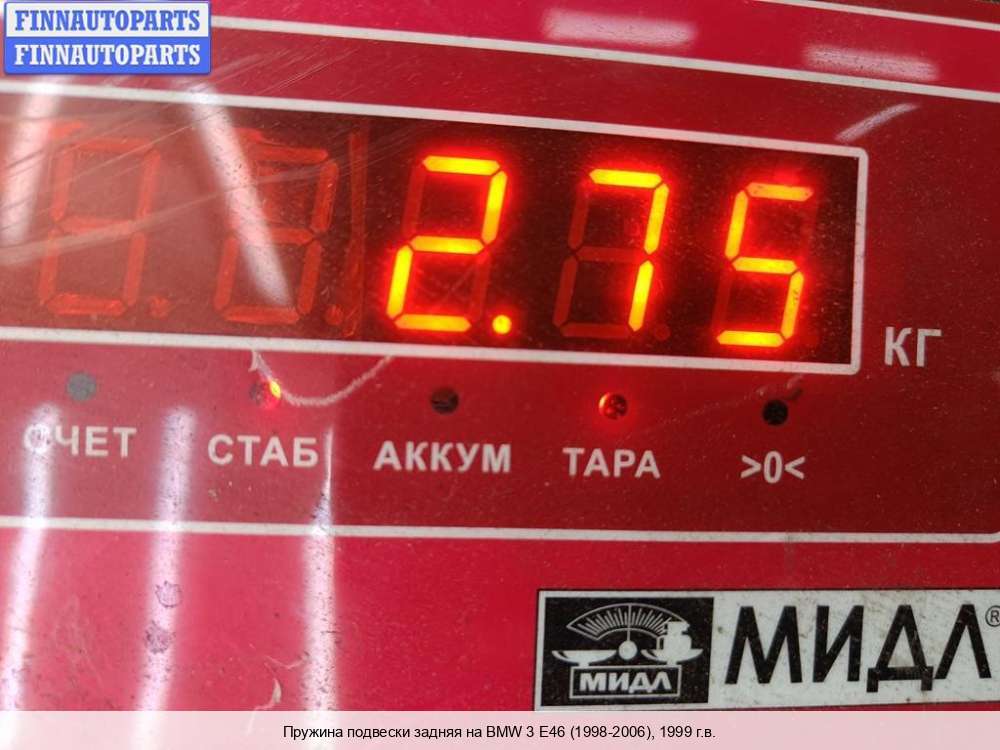 FINNAUTOPARTS
FINNAUTOPARTS
2.75
КГ
СЧЕТ СТАБ АККУМ ТАРА >0<
МИДЛ МИДЛ®
Пружина подвески задняя на BMW 3 E46 (1998-2006), 1999 г.в.